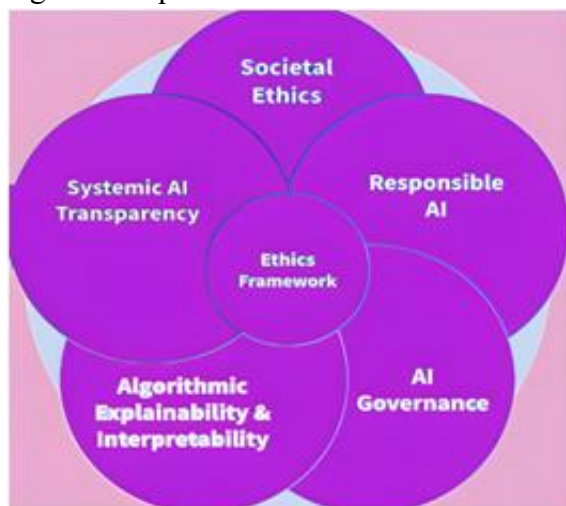 Societal
Ethics
Systemic AI
Transparency
Responsible
AI
Ethics
Framework
Algorithmic
Explainability &
Interpretability
AI
Governance